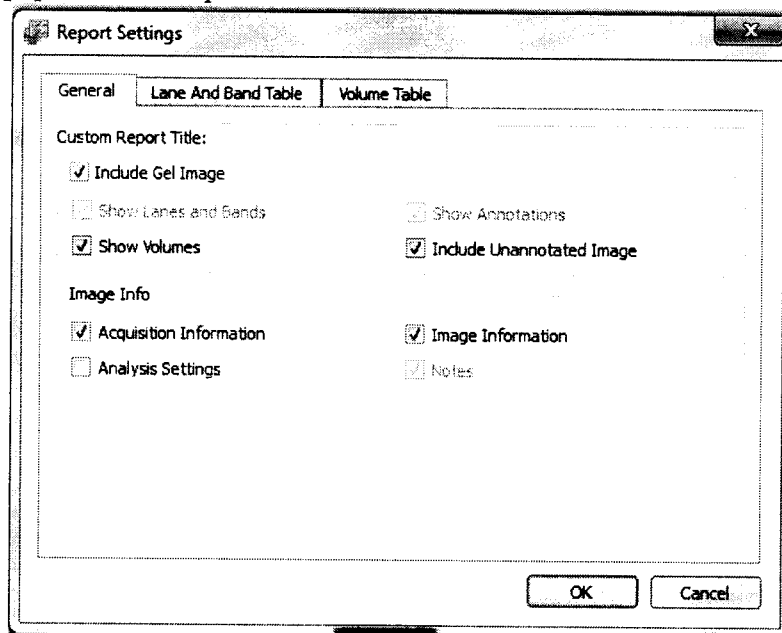 Report Settings
General Lane And Band Table Volume Table
Custom Report Title:
Include Gel Image
Show Lanes and Bands Show Annotations
Show Volumes Include Unannotated Image
Image Info
Acquisition Information Image Information
Analysis Settings Notes
OK Cancel